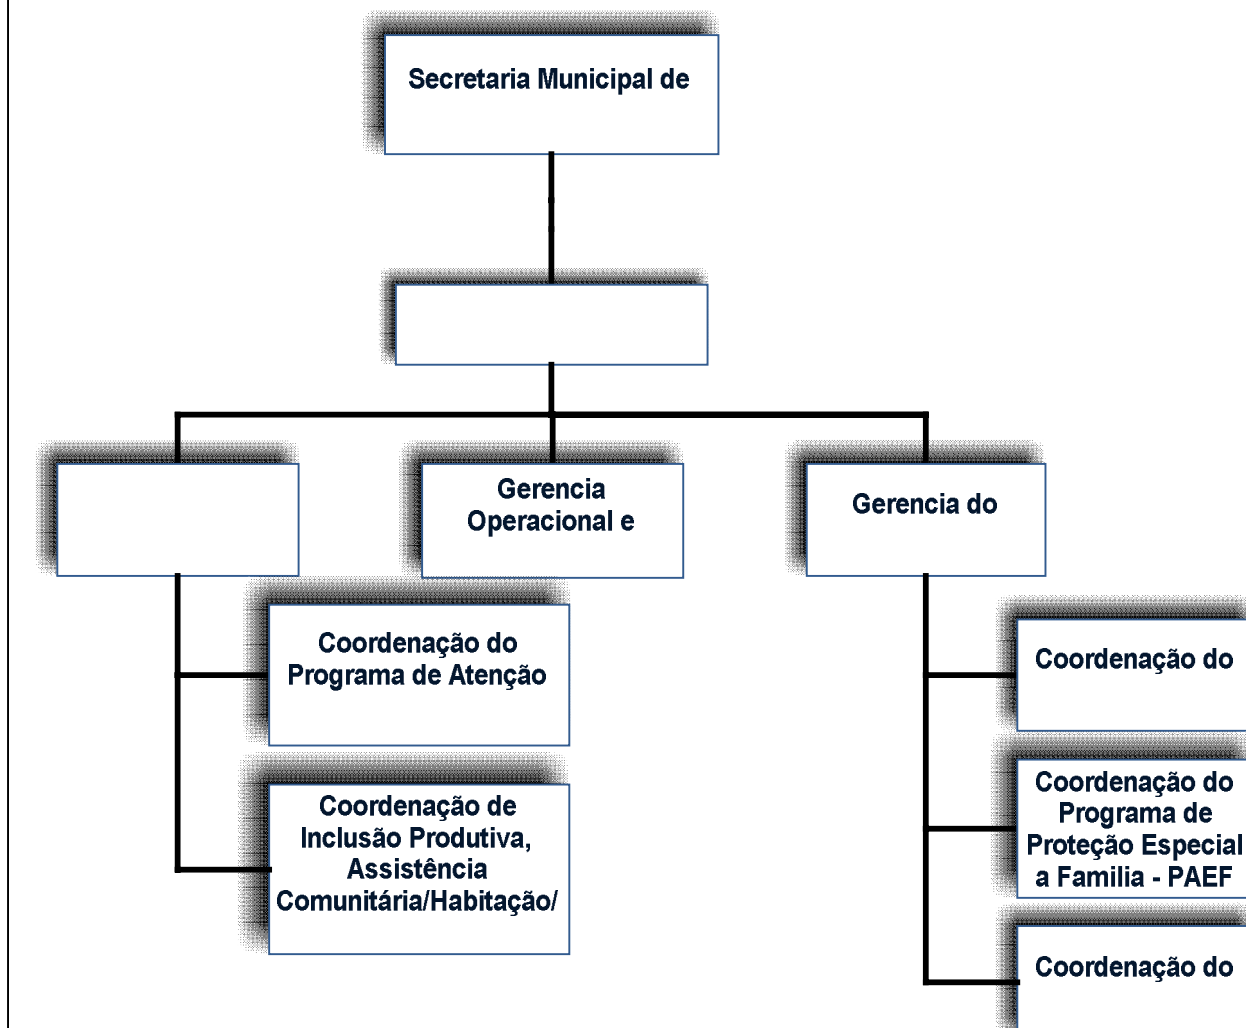 Secretaria Municipal de
Gerencia
Operacional e
Gerencia do
Coordenação do
Programa de Atenção
Coordenação de
Inclusão Produtiva,
Assistência
Comunitária/Habitação/
Coordenação do
Coordenação do
Programa de
Proteção Especial
a Familia - PAEF
Coordenação do